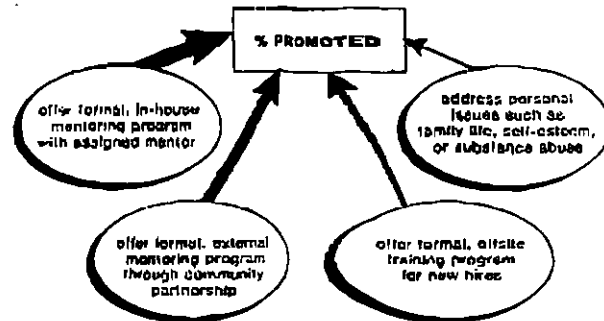 % PROMOTED
offer formal, in-house
mentoring program
with assigned mentor
address personal
issues such as
family life, self-esteem,
or substance abuse
offer formal, external
mentoring program
through community
partnership
offer formal, offsite
training program
for new hires